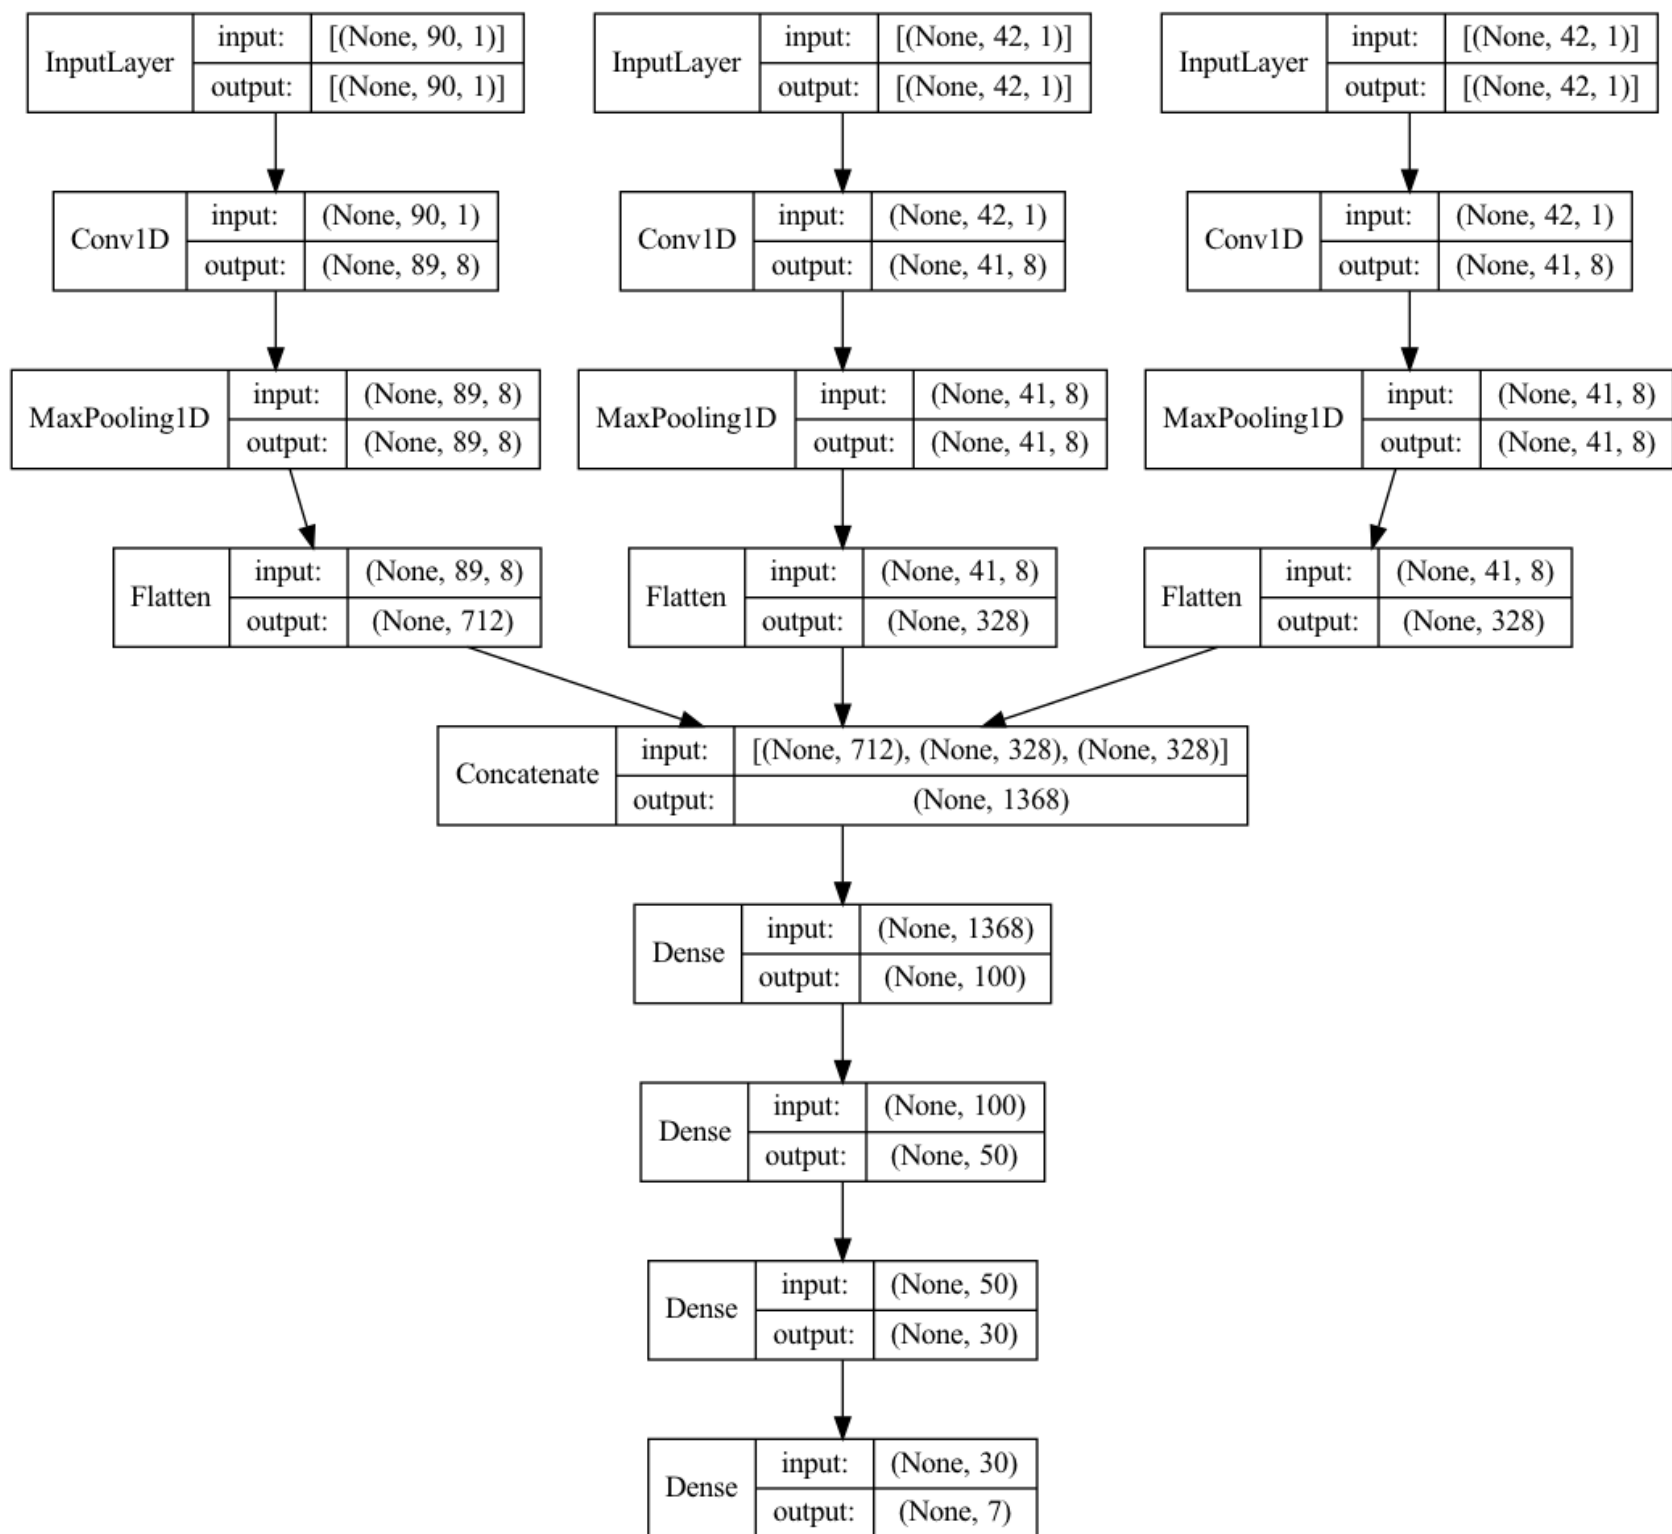 InputLayer input: [(None, 90, 1)]
output: [(None, 90, 1)]
InputLayer input: [(None, 42, 1)]
output: [(None, 42, 1)]
InputLayer input: [(None, 42, 1)]
output: [(None, 42, 1)]
Conv1D input: (None, 90, 1)
output: (None, 89, 8)
Conv1D input: (None, 42, 1)
output: (None, 41, 8)
Conv1D input: (None, 42, 1)
output: (None, 41, 8)
MaxPooling1D input: (None, 89, 8)
output: (None, 89, 8)
MaxPooling1D input: (None, 41, 8)
output: (None, 41, 8)
MaxPooling1D input: (None, 41, 8)
output: (None, 41, 8)
Flatten input: (None, 89, 8)
output: (None, 712)
Flatten input: (None, 41, 8)
output: (None, 328)
Flatten input: (None, 41, 8)
output: (None, 328)
Concatenate input: [(None, 712), (None, 328), (None, 328)]
output: (None, 1368)
Dense input: (None, 1368)
output: (None, 100)
Dense input: (None, 100)
output: (None, 50)
Dense input: (None, 50)
output: (None, 30)
Dense input: (None, 30)
output: (None, 7)